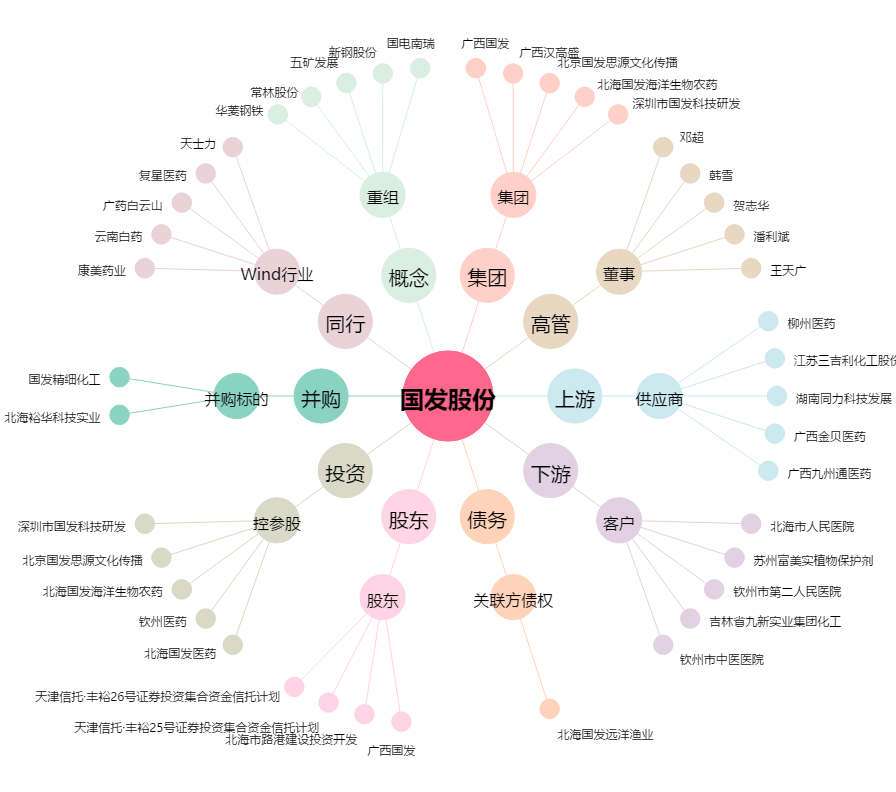 国电南瑞
广西国发
新钢股份
广西汉高盛
五矿发展
北京国发思源文化传播
北海国发海洋生物农药
常林股份
深圳市国发科技研发
华菱钢铁
天士力
邓超
复星医药
韩雪
重组
集团
广药白云山
贺志华
云南白药
潘利斌
康美药业
王天广
Wind行业
概念
集团
董事
同行
高管
柳州医药
江苏三吉利化工股份
国发精细化工
并购标的
并购
国发股份
上游
供应商
湖南同力科技发展
北海裕华科技实业
广西金贝医药
投资
下游
广西九州通医药
深圳市国发科技研发
控参股
股东
债务
客户
北海市人民医院
北京国发思源文化传播
苏州富美实植物保护剂
北海国发海洋生物农药
钦州市第二人民医院
股东
关联方债权
钦州医药
吉林省九新实业集团化工
北海国发医药
钦州市中医医院
天津信托·丰裕26号证券投资集合资金信托计划
天津信托·丰裕25号证券投资集合资金信托计划
北海市路港建设投资开发
北海国发远洋渔业
广西国发